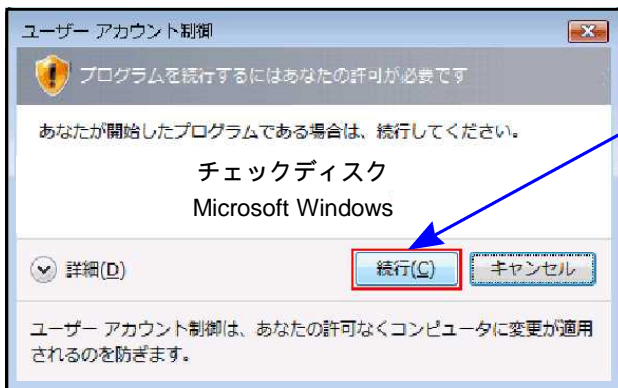 ユーザー アカウント制御
プログラムを続行するにはあなたの許可が必要です
あなたが開始したプログラムである場合は、続行してください。
チェックディスク
Microsoft Windows
詳細(D)
続行(C)
キャンセル
ユーザー アカウント制御は、あなたの許可なくコンピュータに変更が適用
されるのを防ぎます。